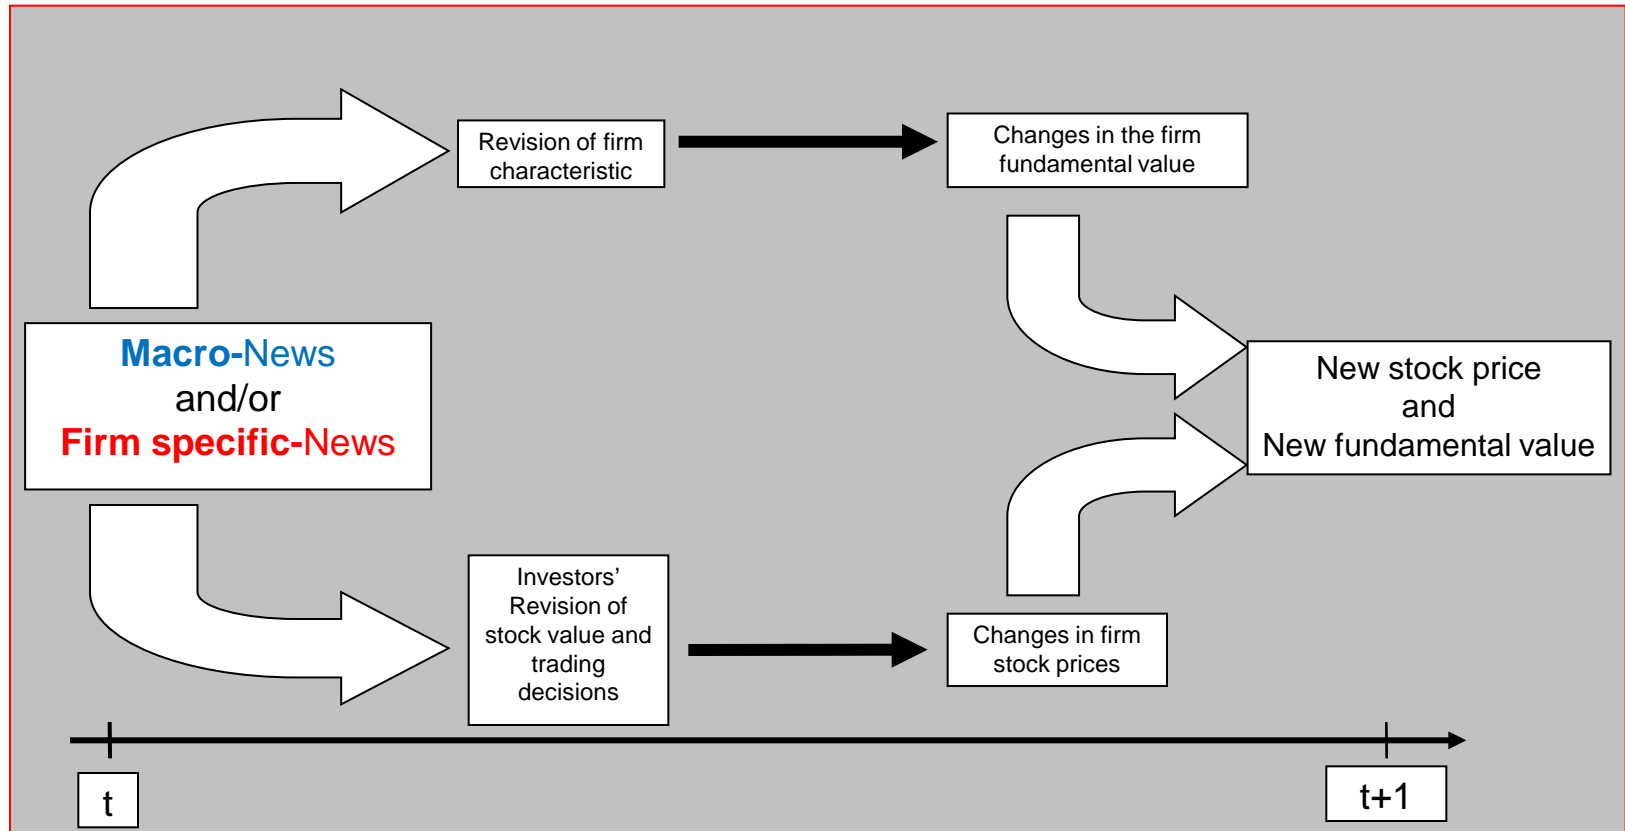 Revision of firm
characteristic
Changes in the firm
fundamental value
Macro-News
and/or
Firm specific-News
New stock price
and
New fundamental value
Investors’
Revision of
stock value and
trading
decisions
Changes in firm
stock prices
t
t+1